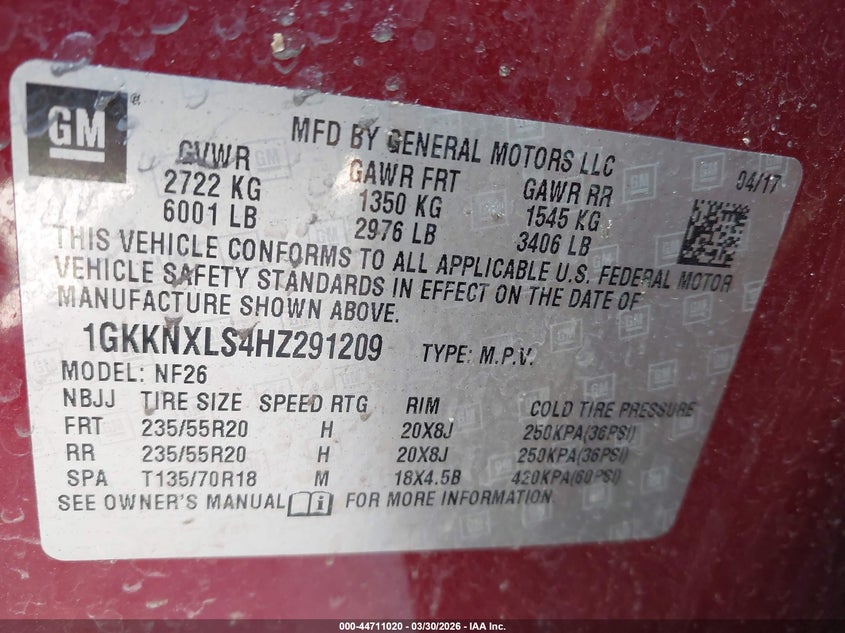 GM
®
MFD BY GENERAL MOTORS LLC
04/17
GVWR GAWR FRT GAWR RR
2722 KG 1350 KG 1545 KG
6001 LB 2976 LB 3406 LB
THIS VEHICLE CONFORMS TO ALL APPLICABLE U.S. FEDERAL MOTOR
VEHICLE SAFETY STANDARDS IN EFFECT ON THE DATE OF
MANUFACTURE SHOWN ABOVE.
1GKKNXLS4HZ291209 TYPE: M.P.V.
MODEL: NF26
NBJJ TIRE SIZE SPEED RTG RIM COLD TIRE PRESSURE
FRT 235/55R20 H 20X8J 250KPA(36PSI)
RR 235/55R20 H 20X8J 250KPA(36PSI)
SPA T135/70R18 M 18X4.5B 420KPA(60PSI)
SEE OWNER'S MANUAL i FOR MORE INFORMATION.
000-44711020 — 03/30/2026 — IAA Inc.